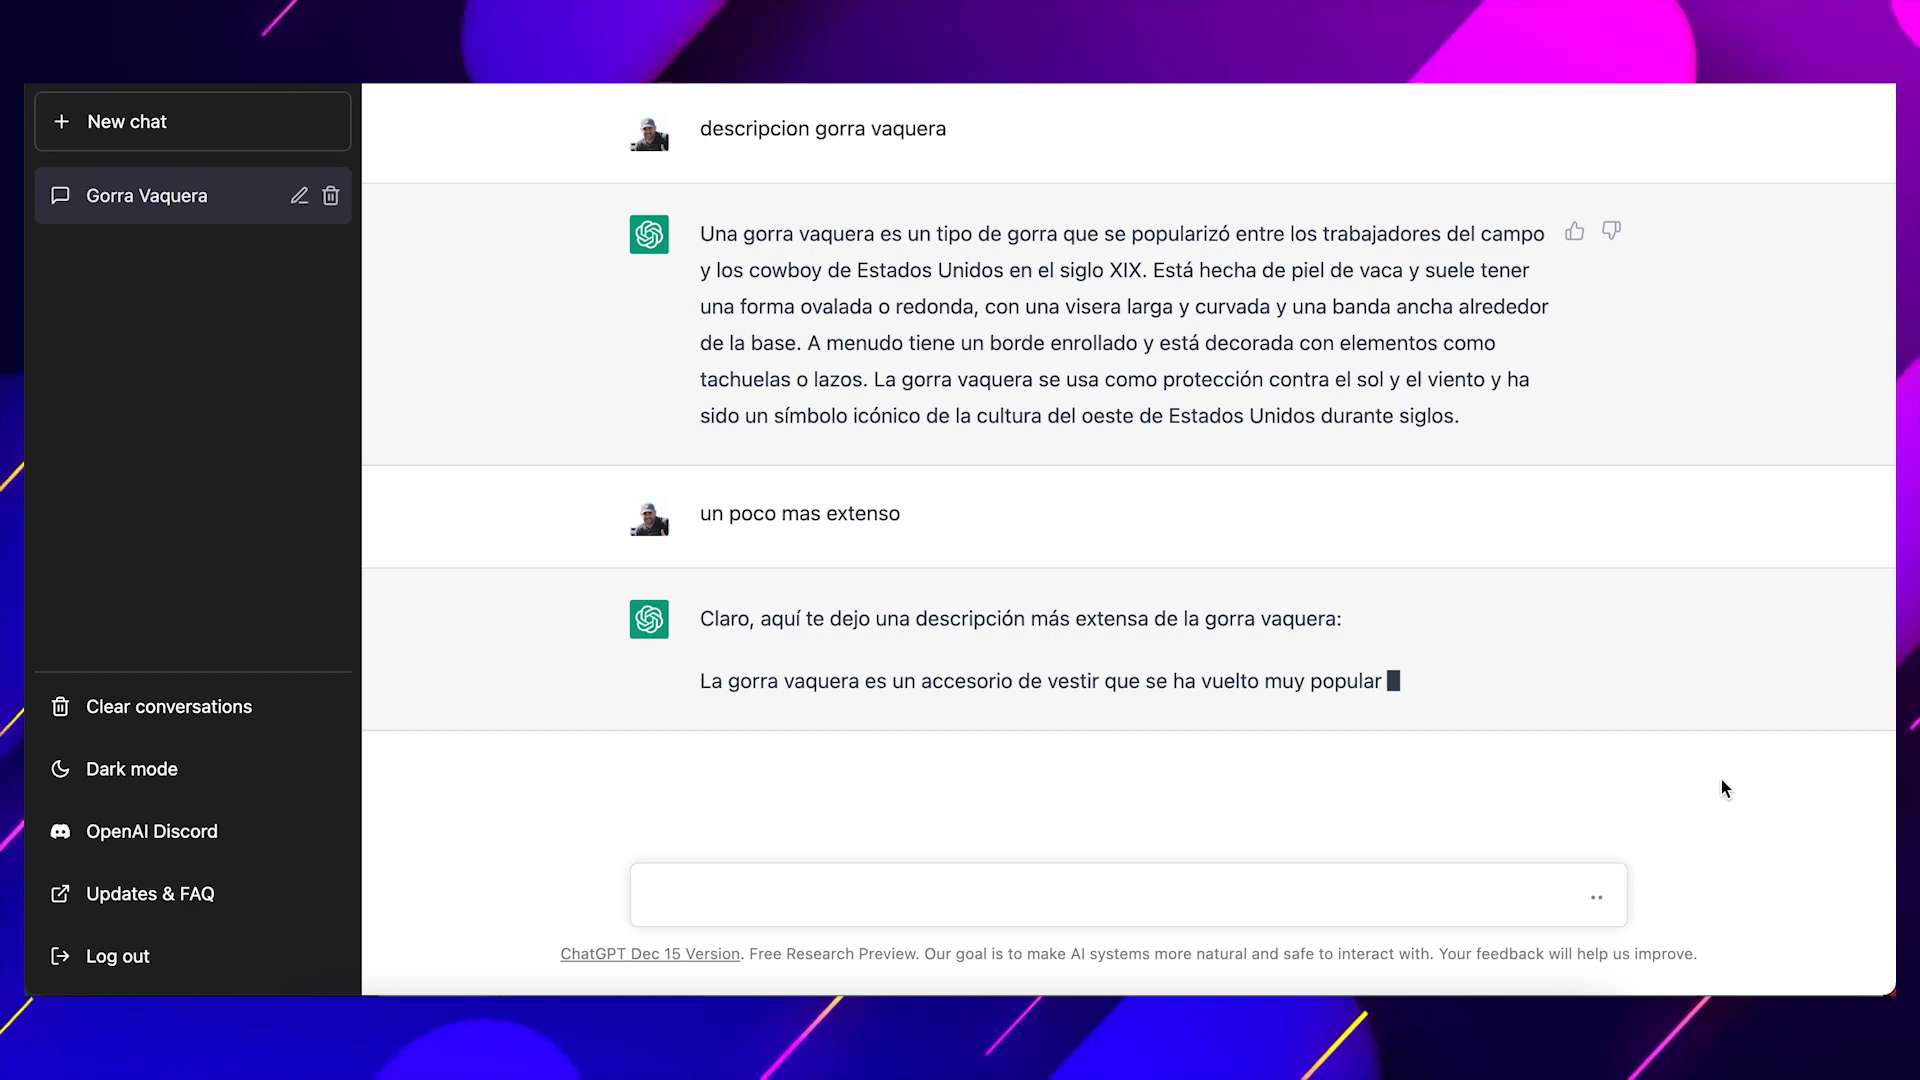 New chat
Gorra Vaquera
Clear conversations
Dark mode
OpenAI Discord
Updates & FAQ
Log out
descripcion gorra vaquera
Una gorra vaquera es un tipo de gorra que se popularizó entre los trabajadores del campo
y los cowboy de Estados Unidos en el siglo XIX. Está hecha de piel de vaca y suele tener
una forma ovalada o redonda, con una visera larga y curvada y una banda ancha alrededor
de la base. A menudo tiene un borde enrollado y está decorada con elementos como
tachuelas o lazos. La gorra vaquera se usa como protección contra el sol y el viento y ha
sido un símbolo icónico de la cultura del oeste de Estados Unidos durante siglos.
un poco mas extenso
Claro, aquí te dejo una descripción más extensa de la gorra vaquera:
La gorra vaquera es un accesorio de vestir que se ha vuelto muy popular
ChatGPT Dec 15 Version. Free Research Preview. Our goal is to make AI systems more natural and safe to interact with. Your feedback will help us improve.